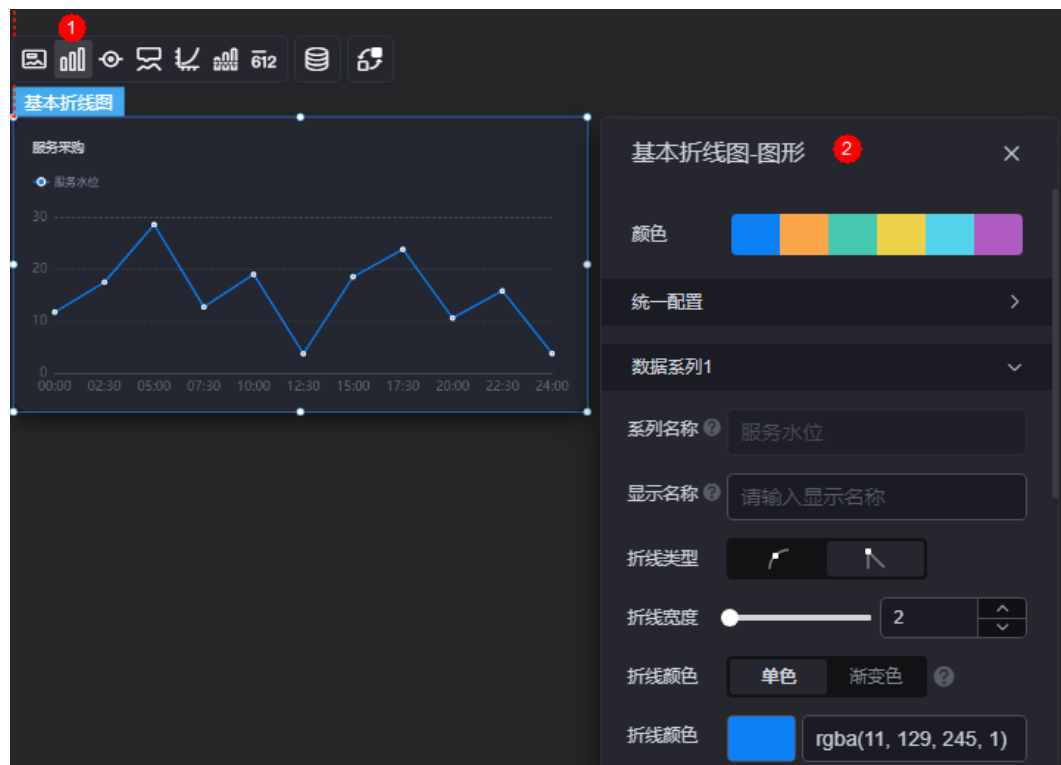 1
612
基本折线图
服务采购
服务水位
30
20
10
0
00:00 02:30 05:00 07:30 10:00 12:30 15:00 17:30 20:00 22:30 24:00
基本折线图-图形 2
颜色
统一配置
数据系列1
系列名称 ? 服务水位
显示名称 ? 请输入显示名称
折线类型
折线宽度 2
折线颜色 单色 渐变色 ?
折线颜色 rgba(11, 129, 245, 1)